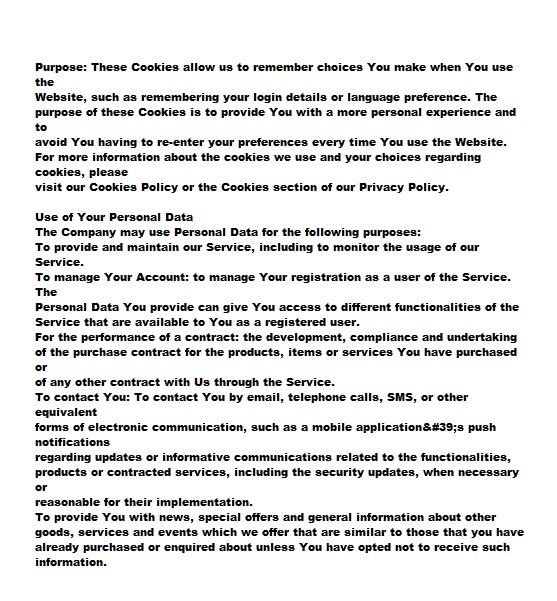 Purpose: These Cookies allow us to remember choices You make when You use
the
Website, such as remembering your login details or language preference. The
purpose of these Cookies is to provide You with a more personal experience and
to
avoid You having to re-enter your preferences every time You use the Website.
For more information about the cookies we use and your choices regarding
cookies, please
visit our Cookies Policy or the Cookies section of our Privacy Policy.

Use of Your Personal Data
The Company may use Personal Data for the following purposes:
To provide and maintain our Service, including to monitor the usage of our
Service.
To manage Your Account: to manage Your registration as a user of the Service.
The
Personal Data You provide can give You access to different functionalities of the
Service that are available to You as a registered user.
For the performance of a contract: the development, compliance and undertaking
of the purchase contract for the products, items or services You have purchased
or
of any other contract with Us through the Service.
To contact You: To contact You by email, telephone calls, SMS, or other
equivalent
forms of electronic communication, such as a mobile application&#39;s push
notifications
regarding updates or informative communications related to the functionalities,
products or contracted services, including the security updates, when necessary
or
reasonable for their implementation.
To provide You with news, special offers and general information about other
goods, services and events which we offer that are similar to those that you have
already purchased or enquired about unless You have opted not to receive such
information.